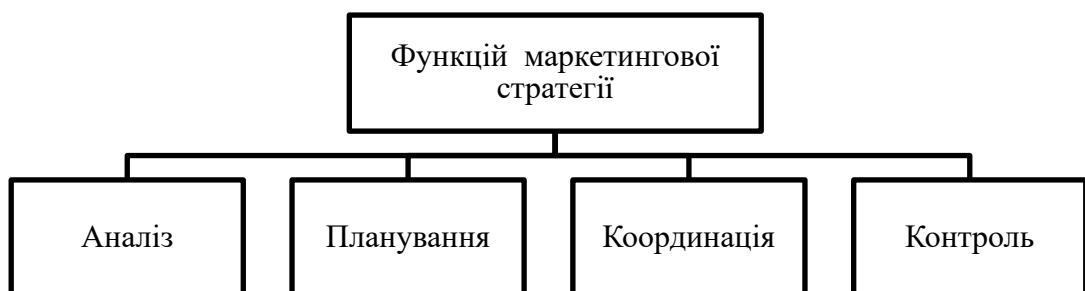 Функцій маркетингової
стратегії
Аналіз
Планування
Координація
Контроль